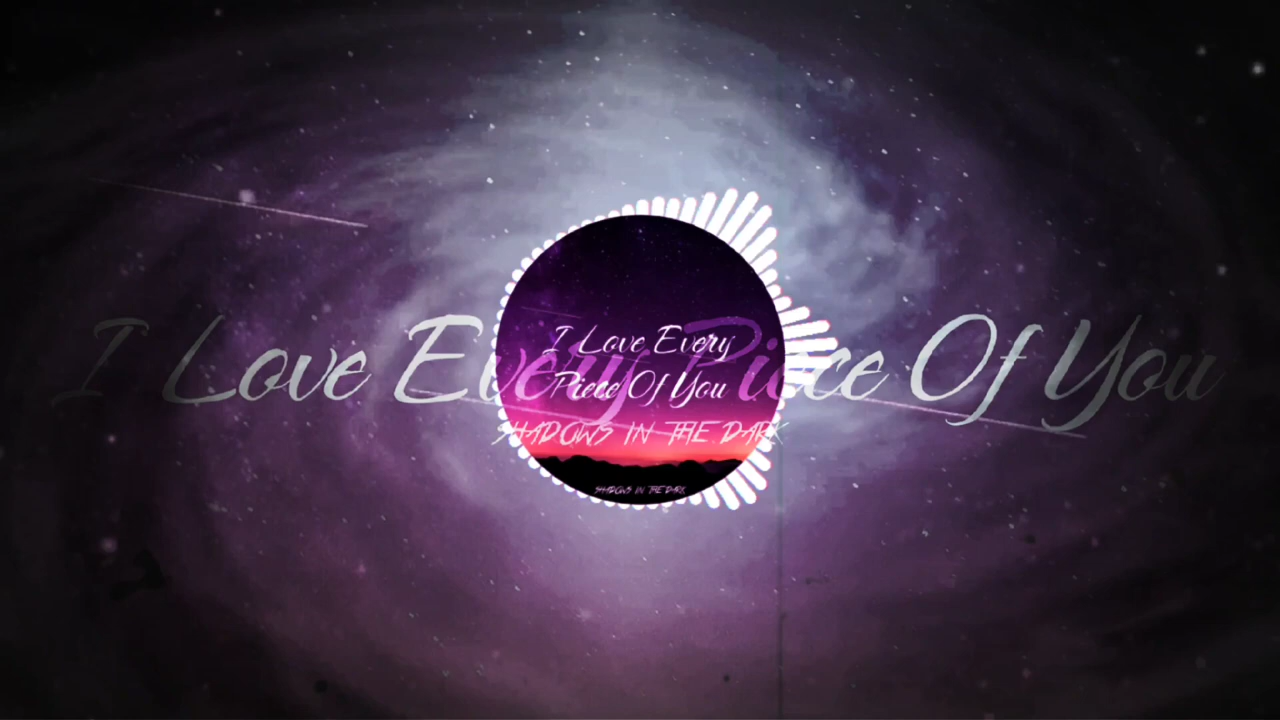 I Love Every Piece Of You
I Love Every
Piece Of You
SHADOWS IN THE DARK
SHADOWS IN THE DARK